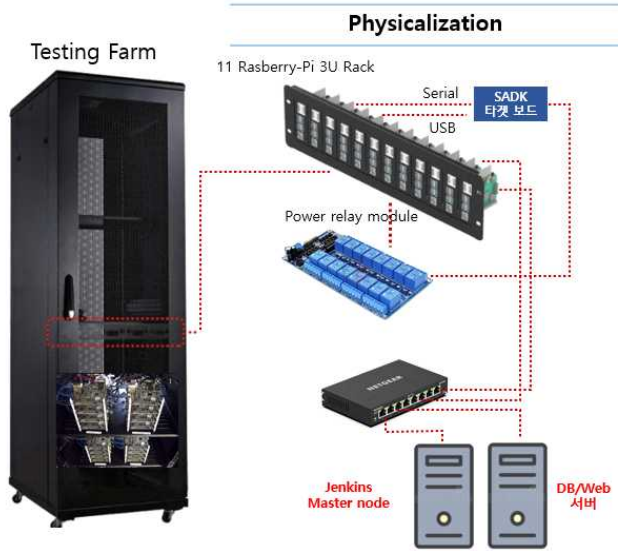 Physicalization
Testing Farm
11 Rasberry-Pi 3U Rack
Serial
SADK
타겟 보드
USB
Power relay module
NETGEAR
Jenkins
Master node
DB/Web
서버